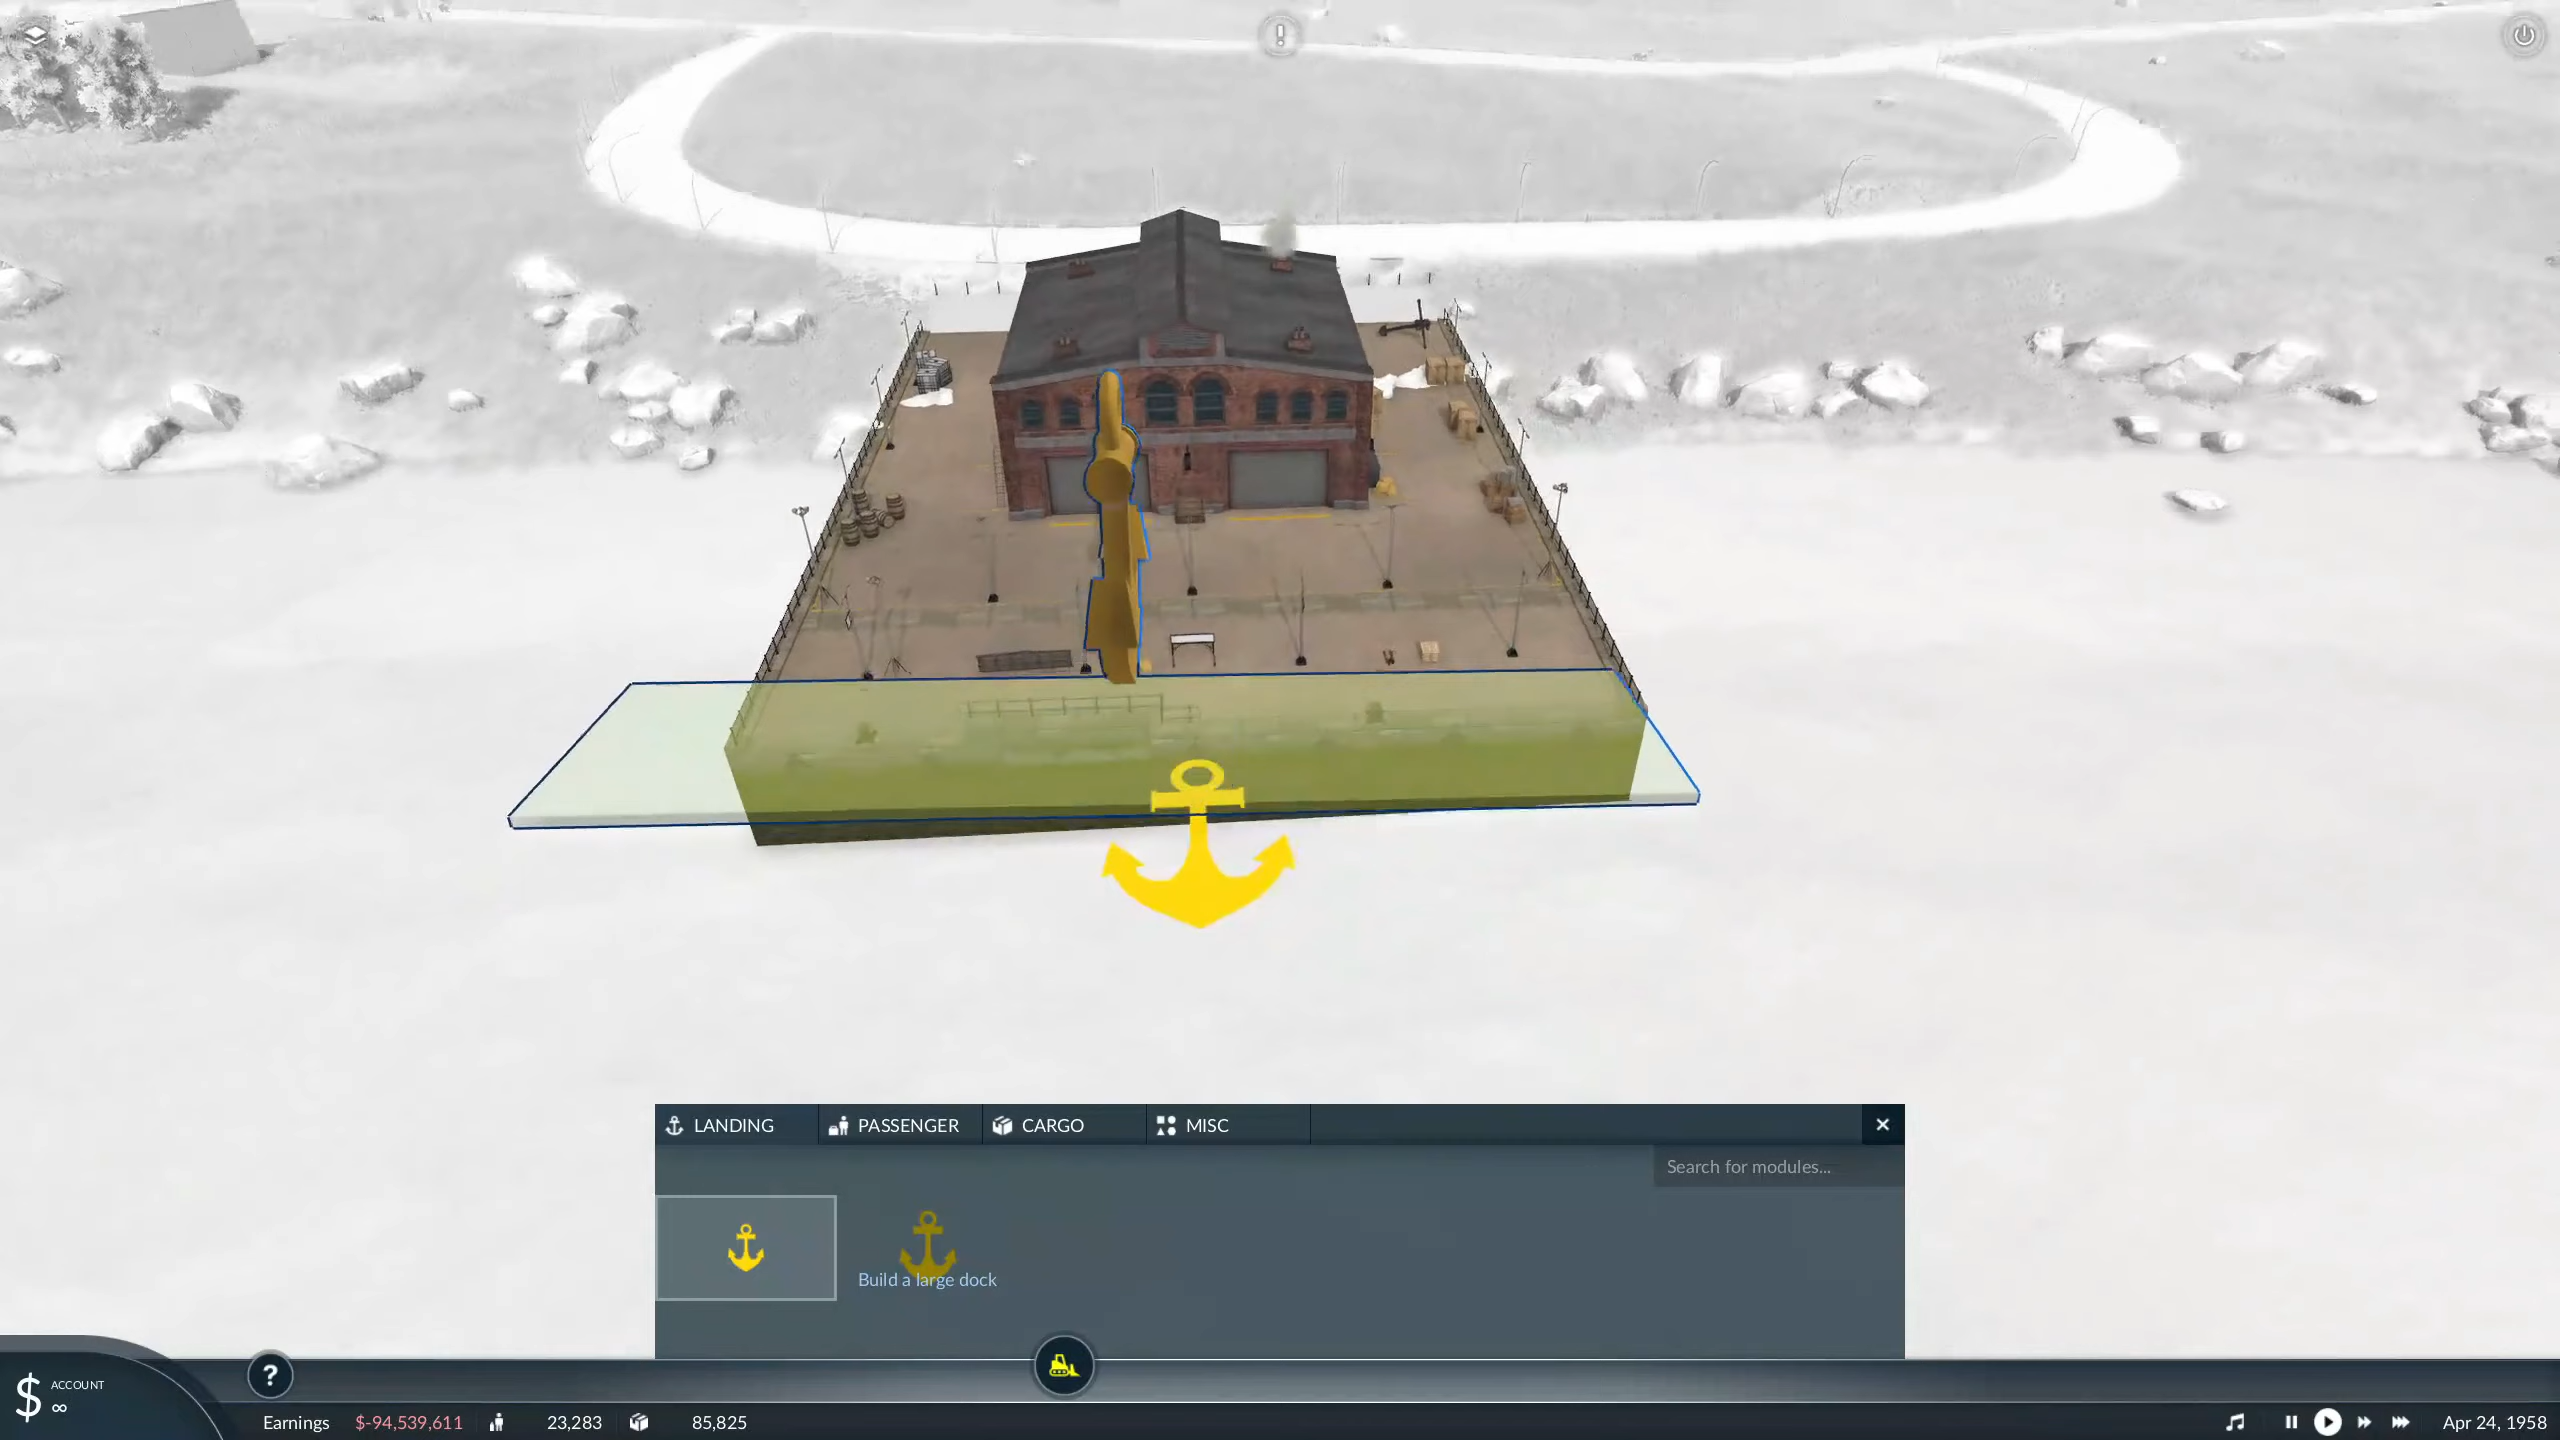 LANDING
PASSENGER
CARGO
MISC
Search for modules...
Build a large dock
?
$ ACCOUNT
∞
Earnings $-94,539,611 23,283 85,825 Apr 24, 1958